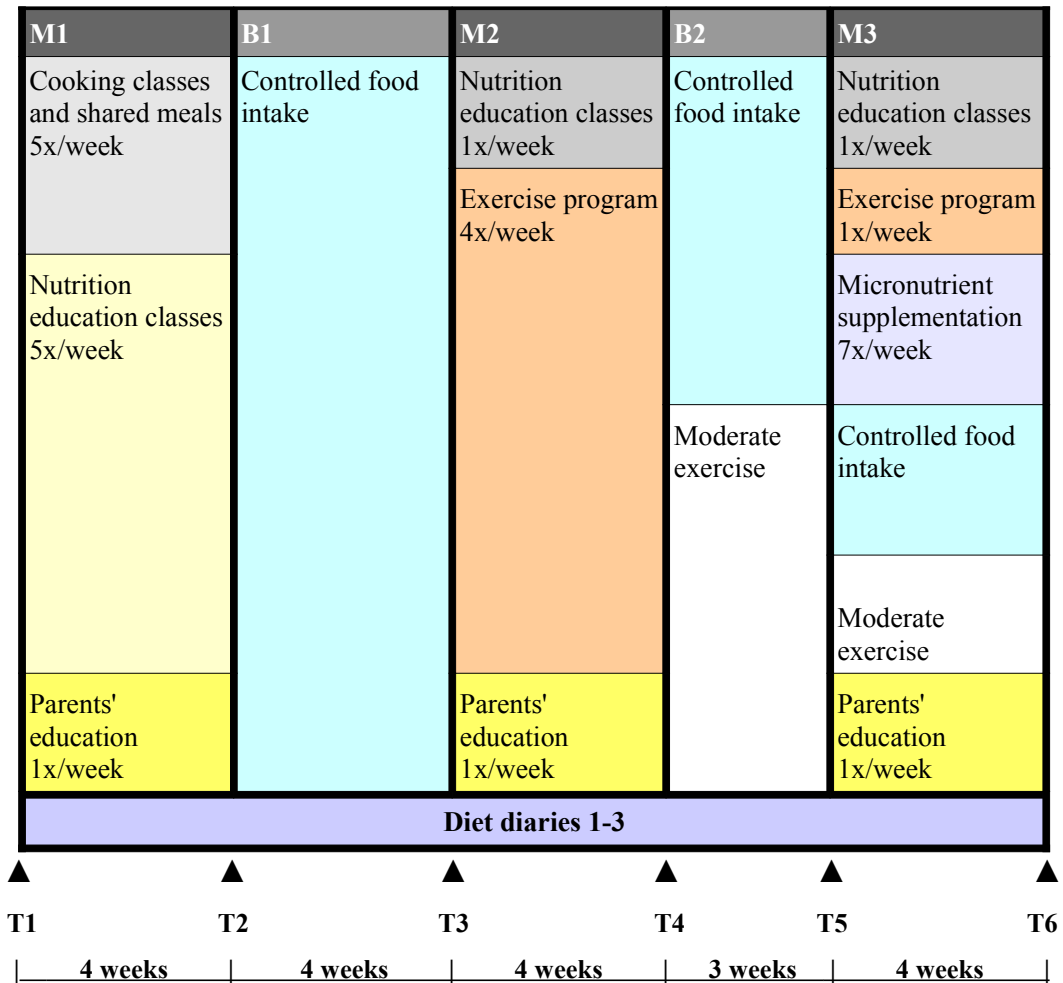 M1
Cooking classes
and shared meals
5x/week
Nutrition
education classes
5x/week
Parents'
education
1x/week
B1
Controlled food
intake
M2
Nutrition
education classes
1x/week
Exercise program
4x/week
Parents'
education
1x/week
B2
Controlled
food intake
Moderate
exercise
M3
Nutrition
education classes
1x/week
Exercise program
1x/week
Micronutrient
supplementation
7x/week
Controlled food
intake
Moderate
exercise
Parents'
education
1x/week
Diet diaries 1-3
T1 T2 T3 T4 T5 T6
4 weeks 4 weeks 4 weeks 3 weeks 4 weeks